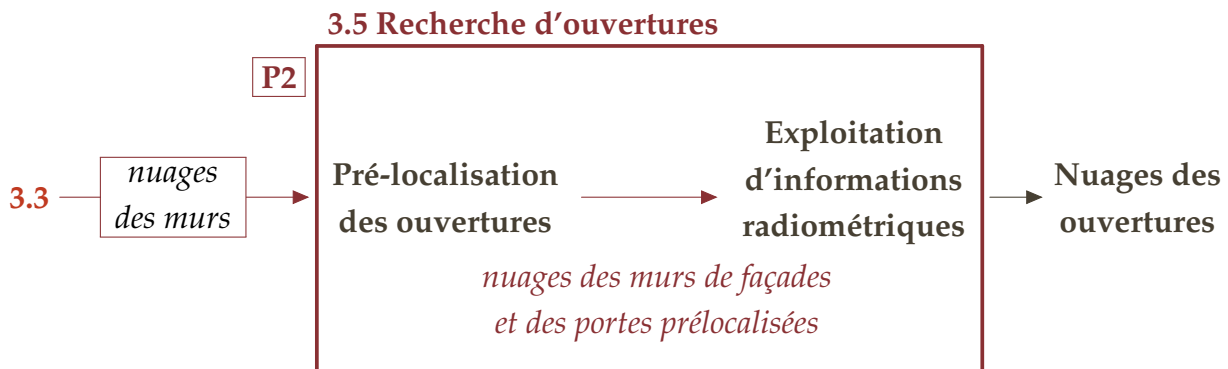 3.5 Recherche d'ouvertures
P2
3.3
nuages
des murs
Pré-localisation
des ouvertures
Exploitation
d'informations
radiométriques
Nuages des
ouvertures
nuages des murs de façades
et des portes prélocalisées